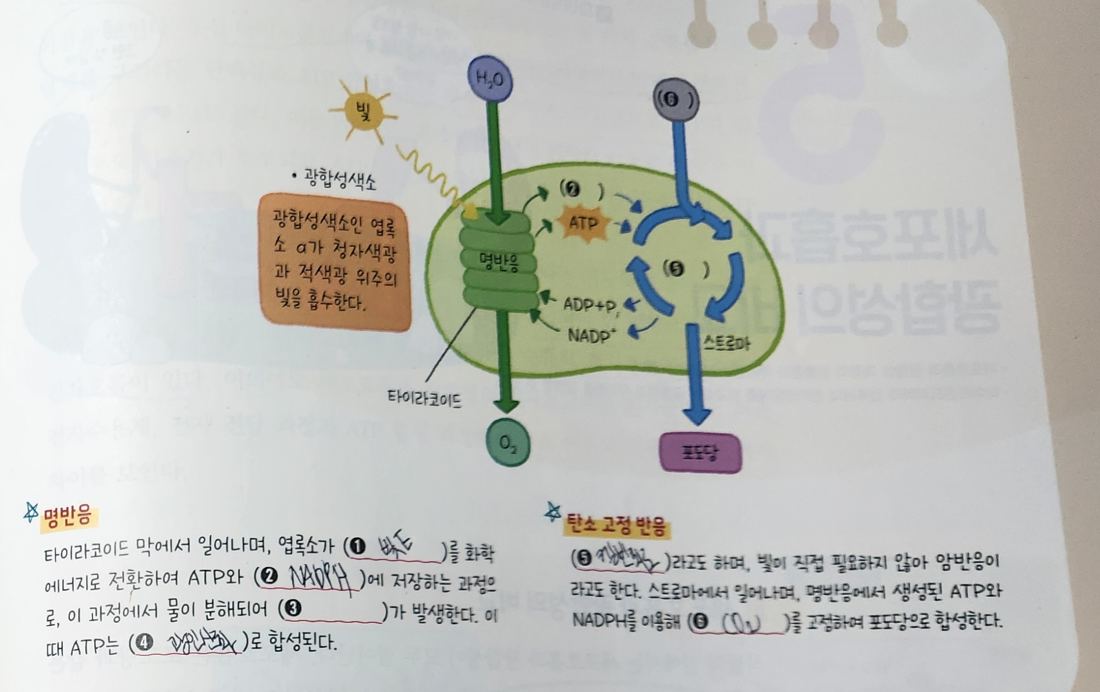 H₂O
(❻ )
빛
• 광합성색소
광합성색소인 엽록
소 a가 청자색광
과 적색광 위주의
빛을 흡수한다.
(❷ )
ATP
명반응
(❺ )
ADP+Pᵢ
NADP⁺
스트로마
타이라코이드
O₂
포도당
명반응
타이라코이드 막에서 일어나며, 엽록소가 (❶ 빛E )를 화학
에너지로 전환하여 ATP와 (❷ NADPH )에 저장하는 과정으
로, 이 과정에서 물이 분해되어 (❸ )가 발생한다. 이
때 ATP는 (❹ )로 합성된다.
탄소 고정 반응
(❺ )라고도 하며, 빛이 직접 필요하지 않아 암반응이
라고도 한다. 스트로마에서 일어나며, 명반응에서 생성된 ATP와
NADPH를 이용해 (❻ CO₂ )를 고정하여 포도당으로 합성한다.